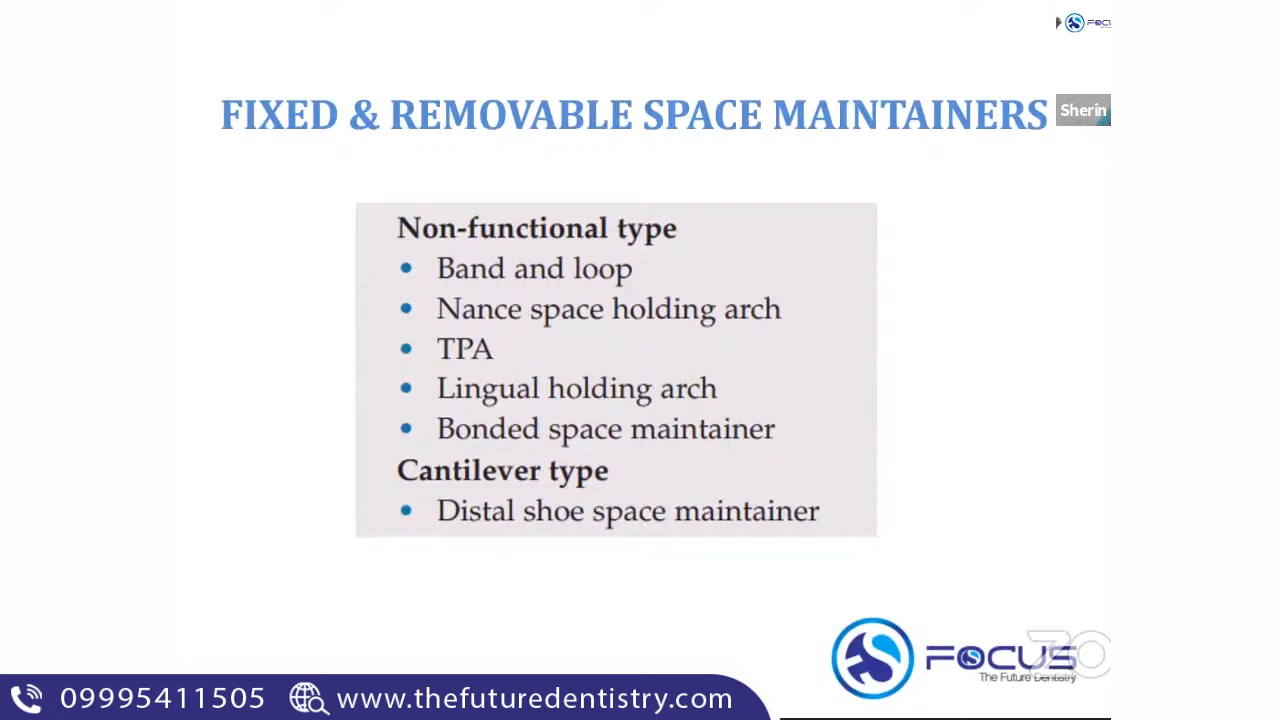 FOCU
FIXED & REMOVABLE SPACE MAINTAINERS
Sherin
Non-functional type
• Band and loop
• Nance space holding arch
• TPA
• Lingual holding arch
• Bonded space maintainer
Cantilever type
• Distal shoe space maintainer
FOCUS
The Future Dentistry
09995411505 www.thefuturedentistry.com